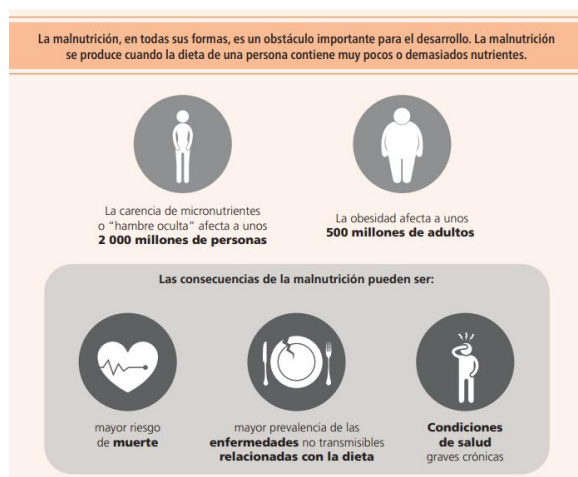 La malnutrición, en todas sus formas, es un obstáculo importante para el desarrollo. La malnutrición
se produce cuando la dieta de una persona contiene muy pocos o demasiados nutrientes.
La carencia de micronutrientes
o “hambre oculta” afecta a unos
2 000 millones de personas
La obesidad afecta a unos
500 millones de adultos
Las consecuencias de la malnutrición pueden ser:
mayor riesgo
de muerte
mayor prevalencia de las
enfermedades no transmisibles
relacionadas con la dieta
Condiciones
de salud
graves crónicas